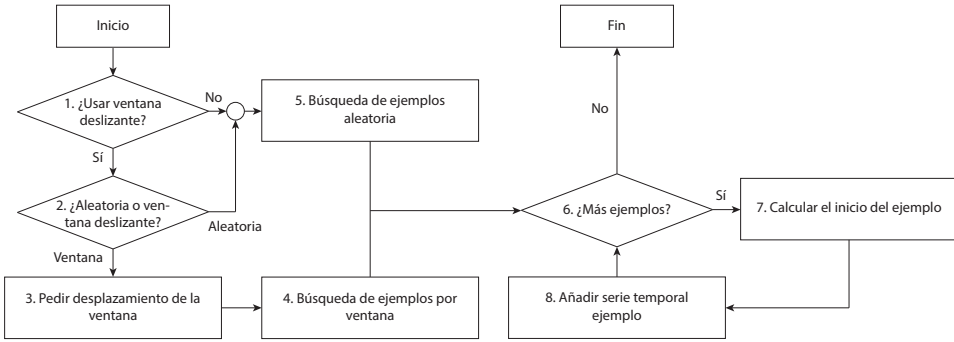 Inicio
1. ¿Usar ventana
deslizante?
No
Sí
2. ¿Aleatoria o ven-
tana deslizante?
Aleatoria
Ventana
3. Pedir desplazamiento de la
ventana
4. Búsqueda de ejemplos por
ventana
5. Búsqueda de ejemplos
aleatoria
Fin
No
6. ¿Más ejemplos?
Sí
7. Calcular el inicio del ejemplo
8. Añadir serie temporal
ejemplo